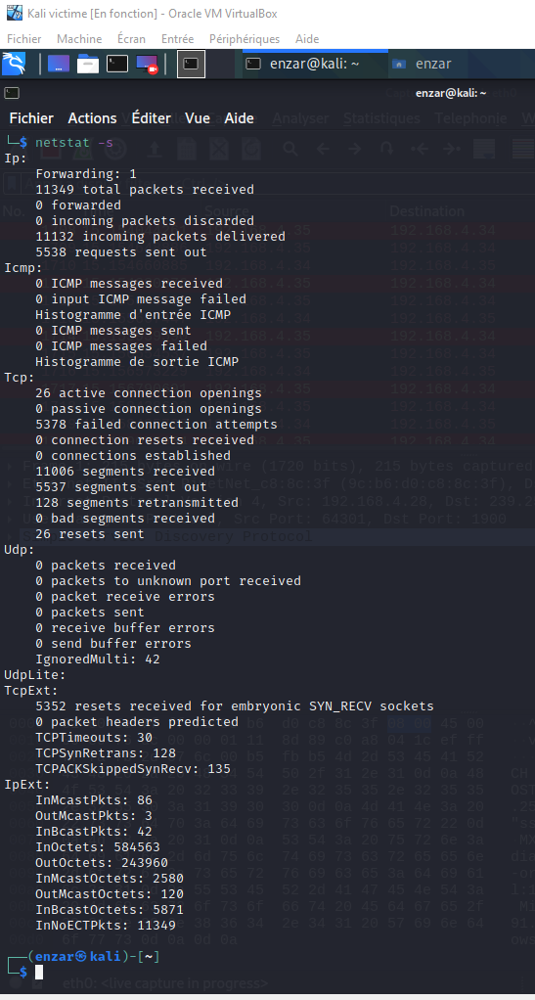 Kali victime [En fonction] - Oracle VM VirtualBox
Fichier Machine Écran Entrée Périphériques Aide
enzar@kali: ~ enzar
enzar@kali: ~
Fichier Actions Éditer Vue Aide
└─$ netstat -s
Ip:
Forwarding: 1
11349 total packets received
0 forwarded
0 incoming packets discarded
11132 incoming packets delivered
5538 requests sent out
Icmp:
0 ICMP messages received
0 input ICMP message failed
Histogramme d'entrée ICMP
0 ICMP messages sent
0 ICMP messages failed
Histogramme de sortie ICMP
Tcp:
26 active connection openings
0 passive connection openings
5378 failed connection attempts
0 connection resets received
0 connections established
11006 segments received
5537 segments sent out
128 segments retransmitted
0 bad segments received
26 resets sent
Udp:
0 packets received
0 packets to unknown port received
0 packet receive errors
0 packets sent
0 receive buffer errors
0 send buffer errors
IgnoredMulti: 42
UdpLite:
TcpExt:
5352 resets received for embryonic SYN_RECV sockets
0 packet headers predicted
TCPTimeouts: 30
TCPSynRetrans: 128
TCPACKSkippedSynRecv: 135
IpExt:
InMcastPkts: 86
OutMcastPkts: 3
InBcastPkts: 42
InOctets: 584563
OutOctets: 243960
InMcastOctets: 2580
OutMcastOctets: 120
InBcastOctets: 5871
InNoECTPkts: 11349
┌──(enzar㉿kali)-[~]
└─$
eth0: <live capture in progress>